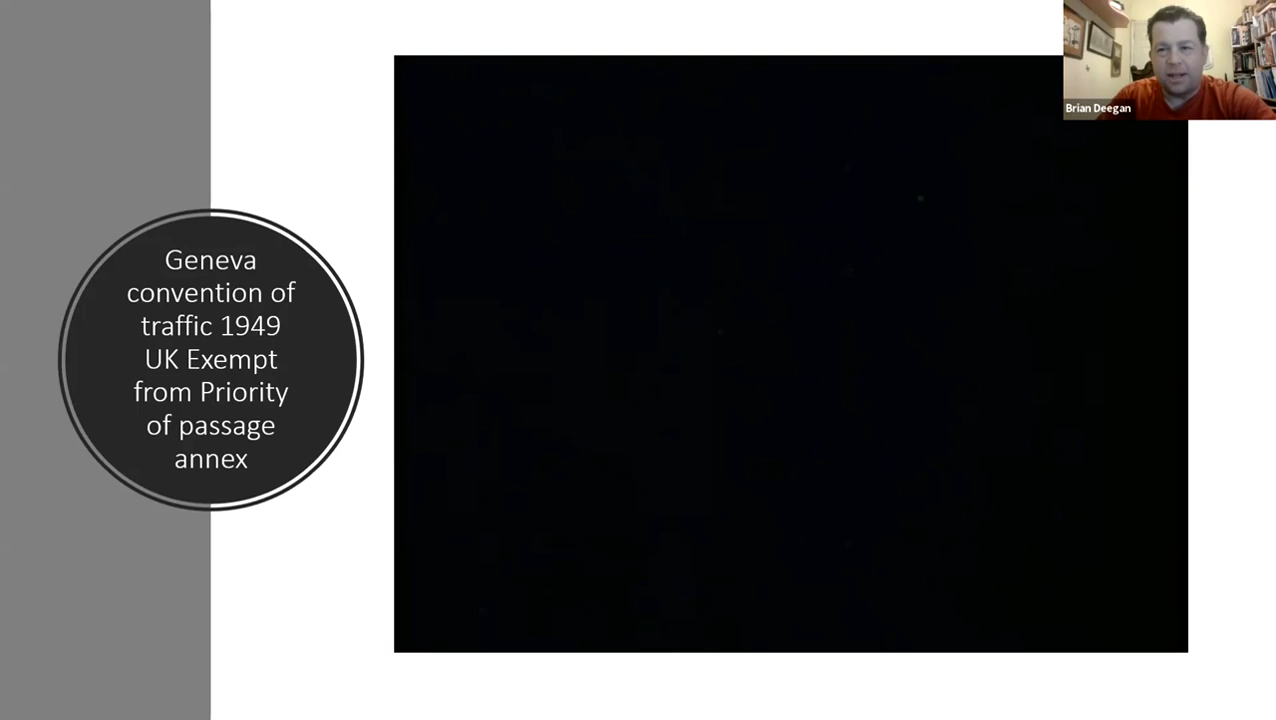 Geneva
convention of
traffic 1949
UK Exempt
from Priority
of passage
annex
Brian Deegan